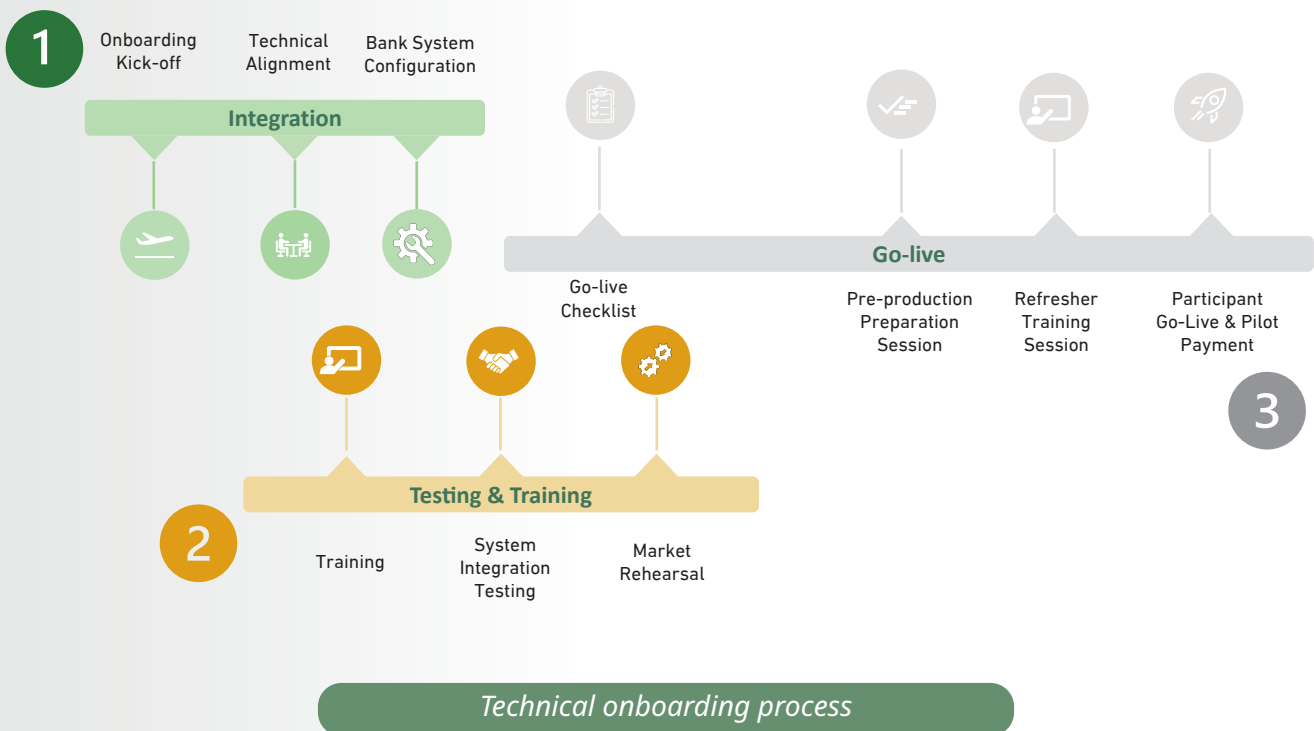 1
Onboarding
Kick-off
Technical
Alignment
Bank System
Configuration
Integration
Go-live
Go-live
Checklist
Pre-production
Preparation
Session
Refresher
Training
Session
Participant
Go-Live & Pilot
Payment
3
Testing & Training
2
Training
System
Integration
Testing
Market
Rehearsal
Technical onboarding process